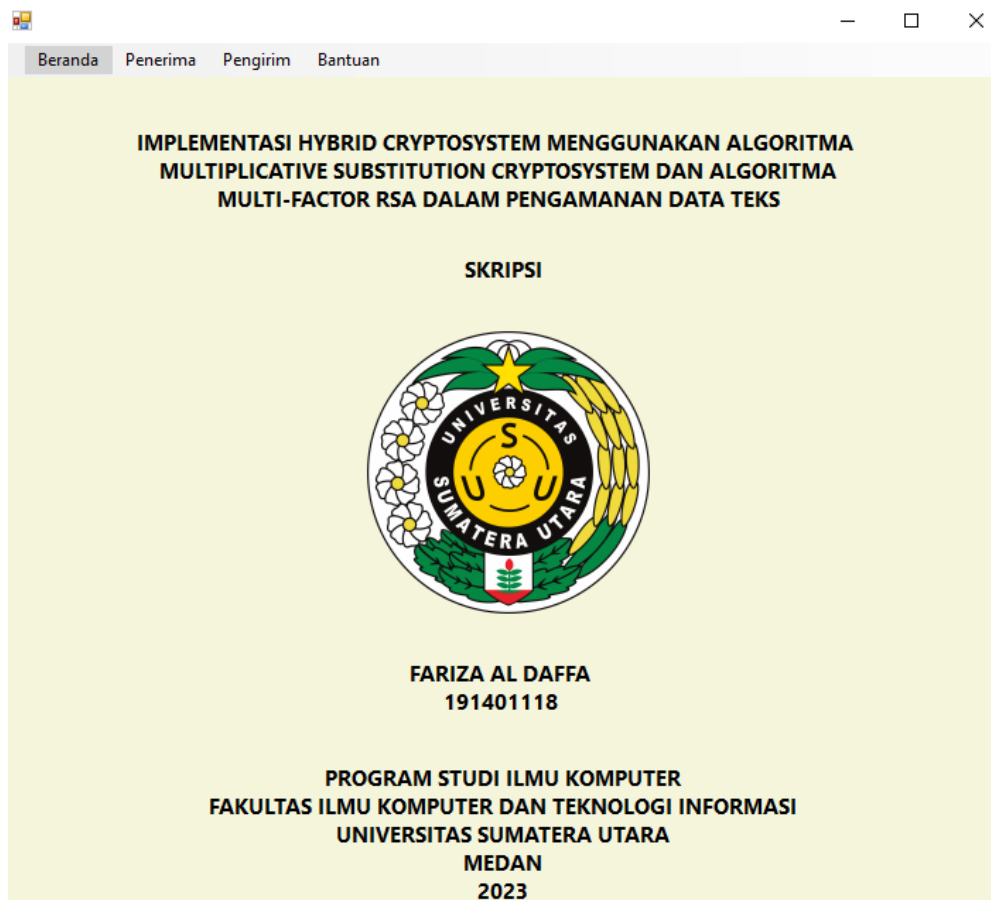 Beranda Penerima Pengirim Bantuan
IMPLEMENTASI HYBRID CRYPTOSYSTEM MENGGUNAKAN ALGORITMA
MULTIPLICATIVE SUBSTITUTION CRYPTOSYSTEM DAN ALGORITMA
MULTI-FACTOR RSA DALAM PENGAMANAN DATA TEKS
SKRIPSI
UNIVERSITAS
SUMATERA UTARA
S
U U
FARIZA AL DAFFA
191401118
PROGRAM STUDI ILMU KOMPUTER
FAKULTAS ILMU KOMPUTER DAN TEKNOLOGI INFORMASI
UNIVERSITAS SUMATERA UTARA
MEDAN
2023